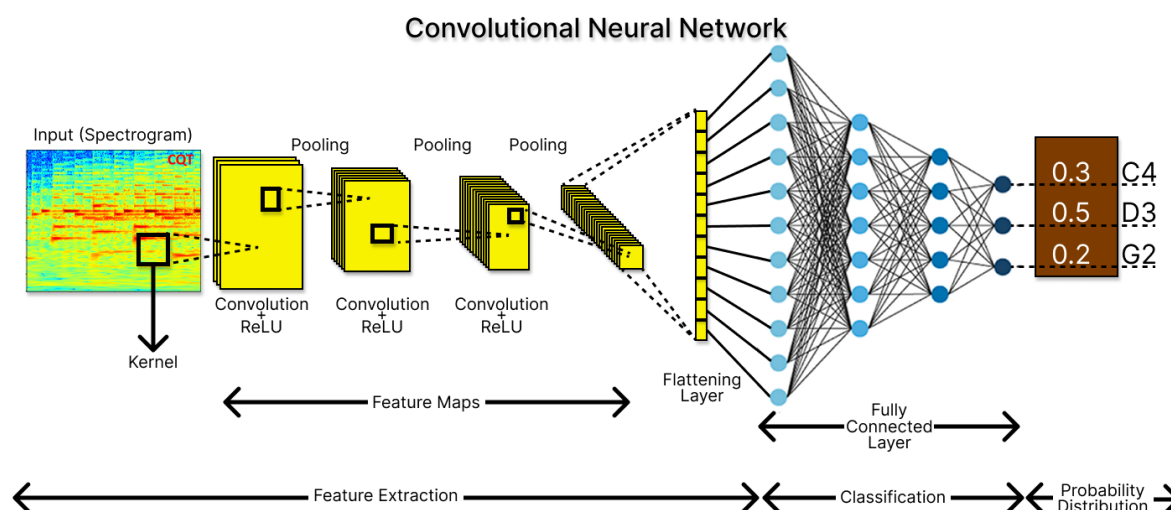 Convolutional Neural Network
Input (Spectrogram)
CQT
Pooling
Pooling
Pooling
Convolution
+
ReLU
Convolution
+
ReLU
Convolution
+
ReLU
Kernel
Feature Maps
Flattening
Layer
Fully
Connected
Layer
0.3
C4
0.5
D3
0.2
G2
Feature Extraction
Classification
Probability
Distribution